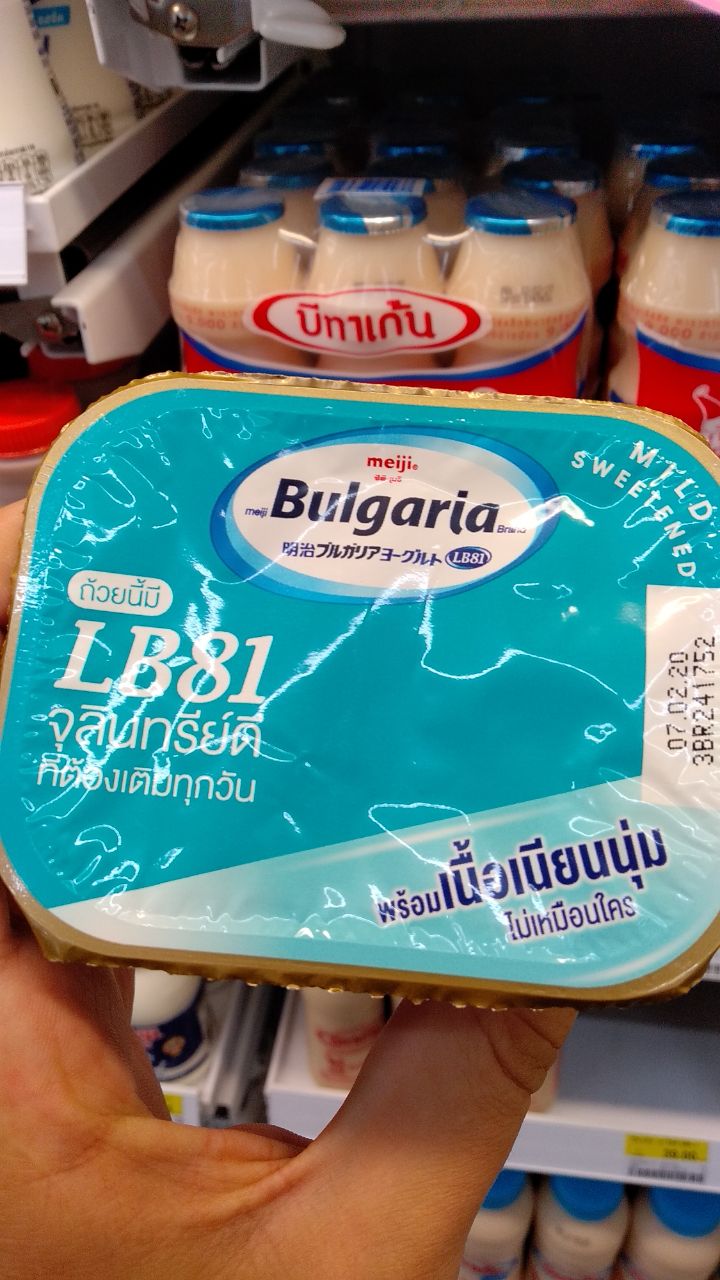 บีทาเก้น
meiji
meiji Bulgaria Brand
明治ブルガリアヨーグルト LB81
MILD
SWEETENED
ถ้วยนี้มี
LB81
จุลินทรีย์ดี
ที่ต้องเติมทุกวัน
07.02.20
3BR241752
พร้อมเนื้อเนียนนุ่ม
ไม่เหมือนใคร